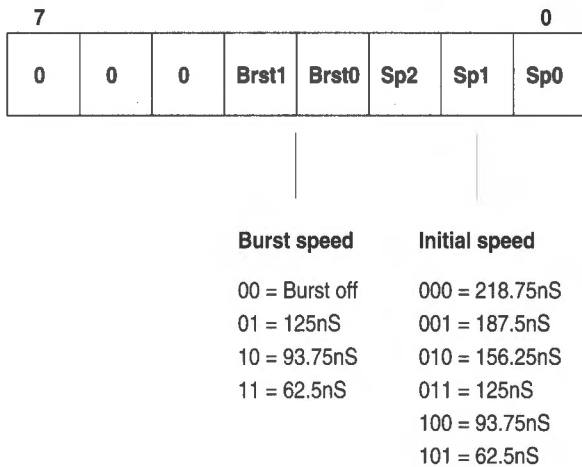 7 0
0 0 0 Brst1 Brst0 Sp2 Sp1 Sp0
Burst speed Initial speed
00 = Burst off 000 = 218.75nS
01 = 125nS 001 = 187.5nS
10 = 93.75nS 010 = 156.25nS
11 = 62.5nS 011 = 125nS
100 = 93.75nS
101 = 62.5nS